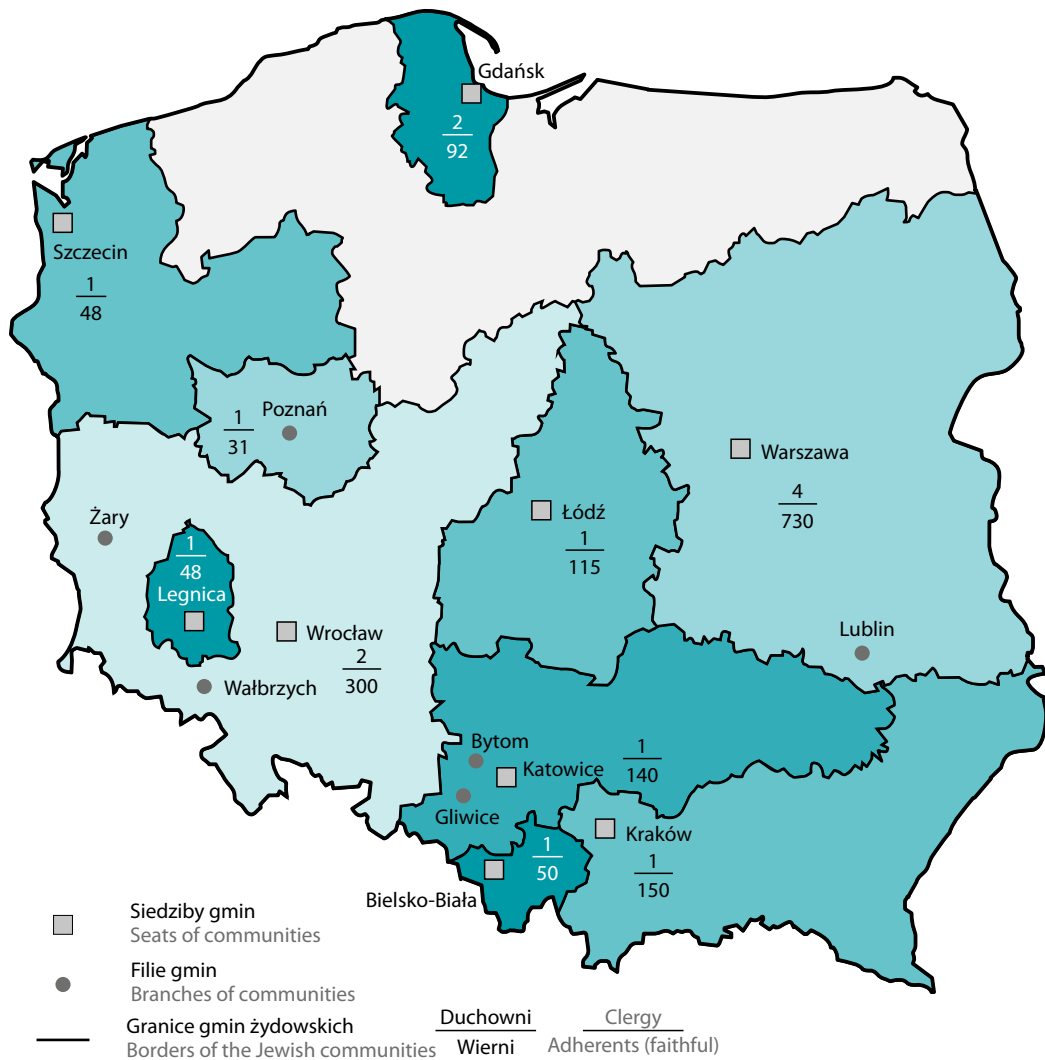 Gdańsk
2
92
Szczecin
1
48
Poznań
1
31
Warszawa
4
730
Żary
Łódź
1
115
1
48
Legnica
Wrocław
2
300
Lublin
Wałbrzych
Bytom
Katowice
1
140
Gliwice
Kraków
1
150
1
50
Bielsko-Biała
Siedziby gmin
Seats of communities
Filie gmin
Branches of communities
Granice gmin żydowskich
Borders of the Jewish communities
Duchowni
Wierni
Clergy
Adherents (faithful)